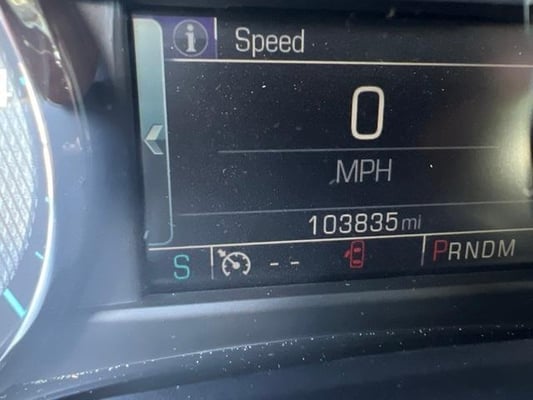 i Speed
0
MPH
103835 mi
S -- PRNDM